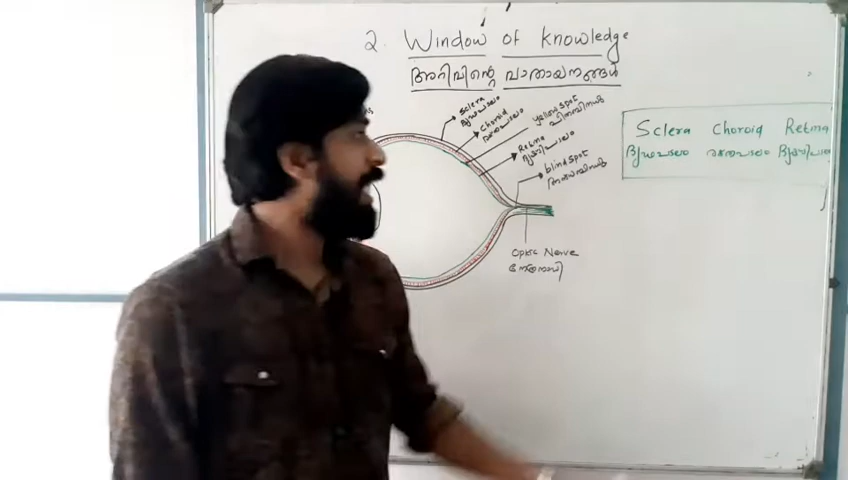 2 Window of knowledge
അറിവിന്റെ വാതായനങ്ങൾ
Sclera
ദൃഢപടലം
Choroid
രക്തപടലം
yellow spot
പീതബിന്ദു
Retina
ദൃഷ്ടിപടലം
blind spot
അന്ധബിന്ദു
optic Nerve
നേത്രനാഡി
Sclera Choroid Retina
ദൃഢപടലം രക്തപടലം